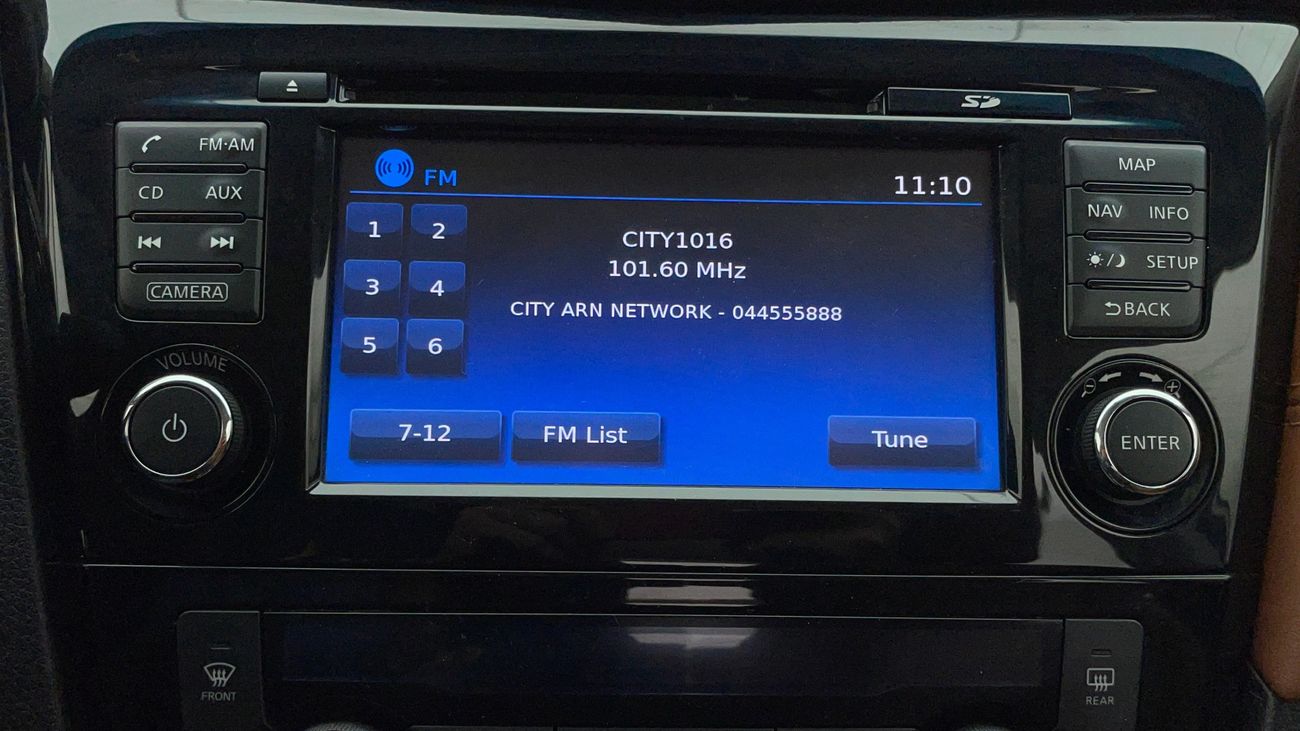 SD
FM·AM
CD AUX
CAMERA
VOLUME
FM
11:10
1 2
3 4
5 6
CITY1016
101.60 MHz
CITY ARN NETWORK - 044555888
7-12 FM List Tune
MAP
NAV INFO
SETUP
BACK
ENTER
FRONT
REAR